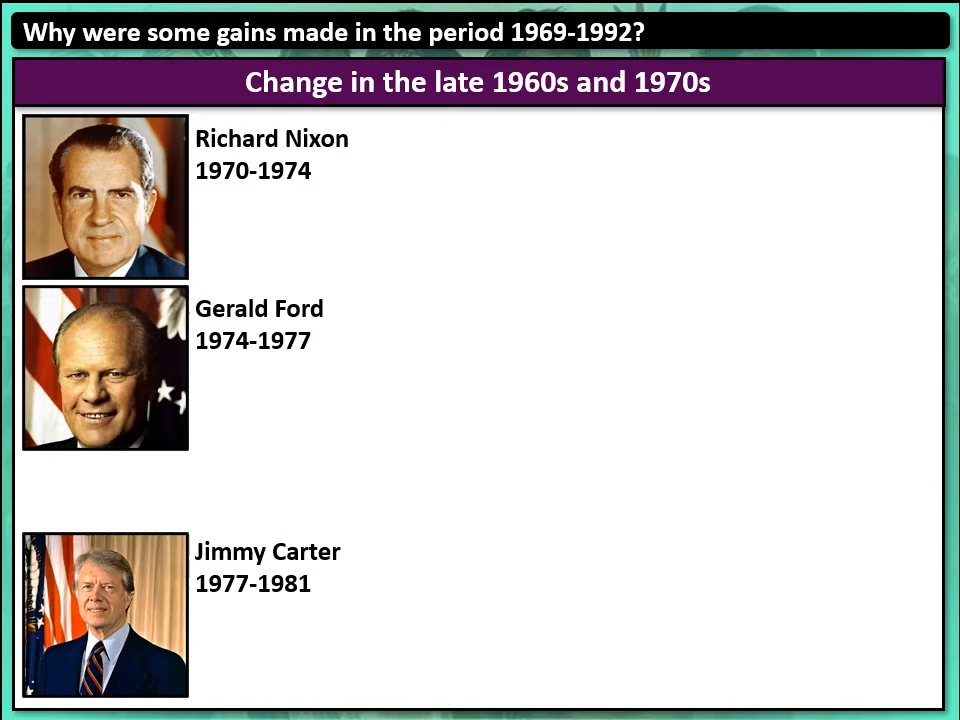 Why were some gains made in the period 1969-1992?
Change in the late 1960s and 1970s
Richard Nixon
1970-1974
Gerald Ford
1974-1977
Jimmy Carter
1977-1981